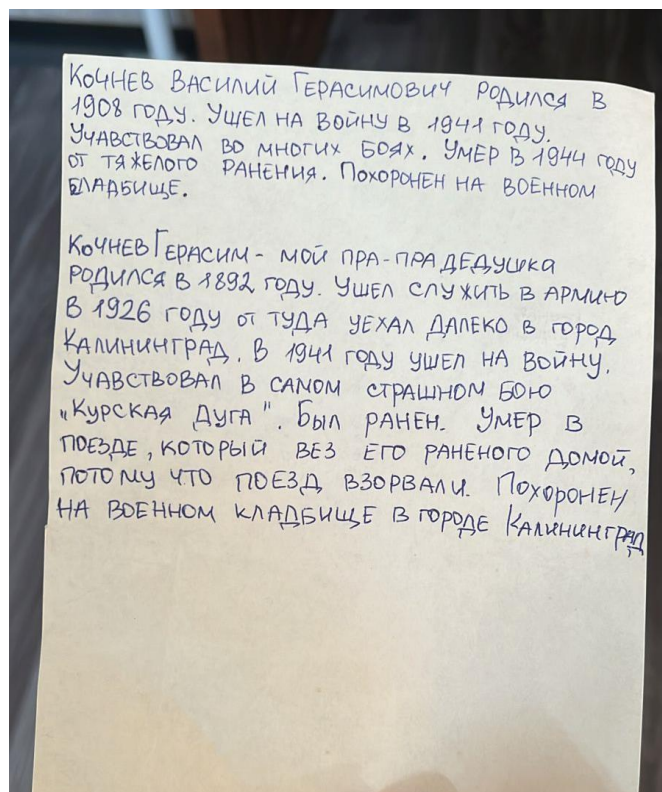 Кочнев Василий Герасимович родился в
1908 году. Ушел на войну в 1941 году.
Учавствовал во многих боях. Умер в 1944 году
от тяжелого ранения. Похоронен на военном
кладбище.
Кочнев Герасим - мой пра-прадедушка
родился в 1892 году. Ушел служить в армию
в 1926 году от туда уехал далеко в город
Калининград. В 1941 году ушел на войну.
Учавствовал в самом страшном бою
„Курская Дуга". Был ранен. Умер в
поезде, который вез его раненого домой,
потому что поезд взорвали. Похоронен
на военном кладбище в городе Калининград